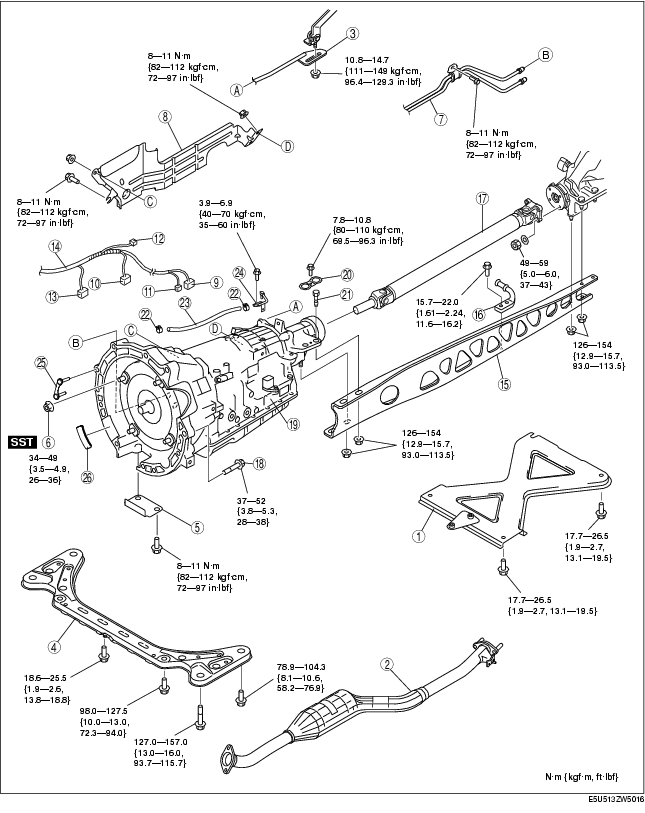 3
8—11 N·m
{82—112 kgf·cm,
72—97 in·lbf}
A
10.8—14.7
{111—149 kgf·cm,
96.4—129.3 in·lbf}
B
8
7
D
8—11 N·m
{82—112 kgf·cm,
72—97 in·lbf}
8—11 N·m
{82—112 kgf·cm,
72—97 in·lbf}
C
3.9—6.9
{40—70 kgf·cm,
35—60 in·lbf}
17
7.8—10.8
{80—110 kgf·cm,
69.5—96.3 in·lbf}
12
14
49—59
{5.0—6.0,
37—43}
13
10
11
9
24
22
23
20
21
A
15.7—22.0
{1.61—2.24,
11.6—16.2}
16
22
B
C
D
126—154
{12.9—15.7,
93.0—113.5}
15
25
SST
6
34—49
{3.5—4.9,
26—36}
26
19
126—154
{12.9—15.7,
93.0—113.5}
18
37—52
{3.8—5.3,
28—38}
5
8—11 N·m
{82—112 kgf·cm,
72—97 in·lbf}
1
17.7—26.5
{1.9—2.7,
13.1—19.5}
17.7—26.5
{1.9—2.7, 13.1—19.5}
4
2
18.6—25.5
{1.9—2.6,
13.8—18.8}
78.9—104.3
{8.1—10.6,
58.2—76.9}
98.0—127.5
{10.0—13.0,
72.3—94.0}
127.0—157.0
{13.0—16.0,
93.7—115.7}
N·m {kgf·m, ft·lbf}
E5U513ZW5016